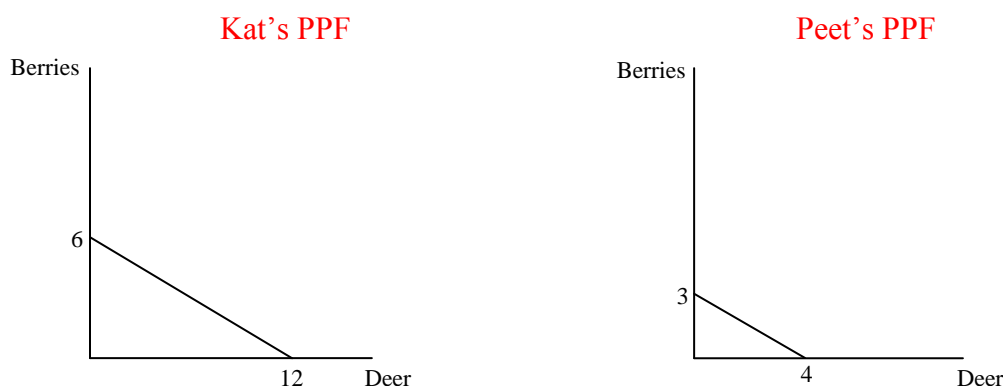 Kat’s PPF
Berries
6
12
Deer
Peet’s PPF
Berries
3
4
Deer